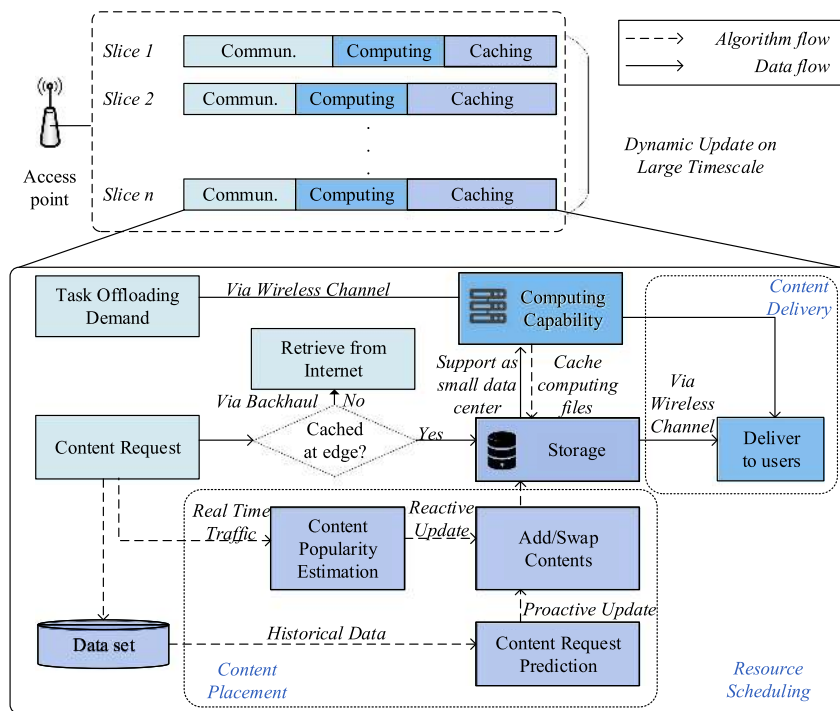 Slice 1
Commun.
Computing
Caching
Algorithm flow
Data flow
Slice 2
Commun.
Computing
Caching
Access
point
Dynamic Update on
Large Timescale
Slice n
Commun.
Computing
Caching
Task Offloading
Demand
Via Wireless Channel
Computing
Capability
Content
Delivery
Retrieve from
Internet
Support as
small data
center
Cache
computing
files
Via Backhaul
No
Via
Wireless
Channel
Content Request
Cached
at edge?
Yes
Storage
Deliver
to users
Real Time
Traffic
Content
Popularity
Estimation
Reactive
Update
Add/Swap
Contents
Proactive Update
Data set
Historical Data
Content Request
Prediction
Content
Placement
Resource
Scheduling